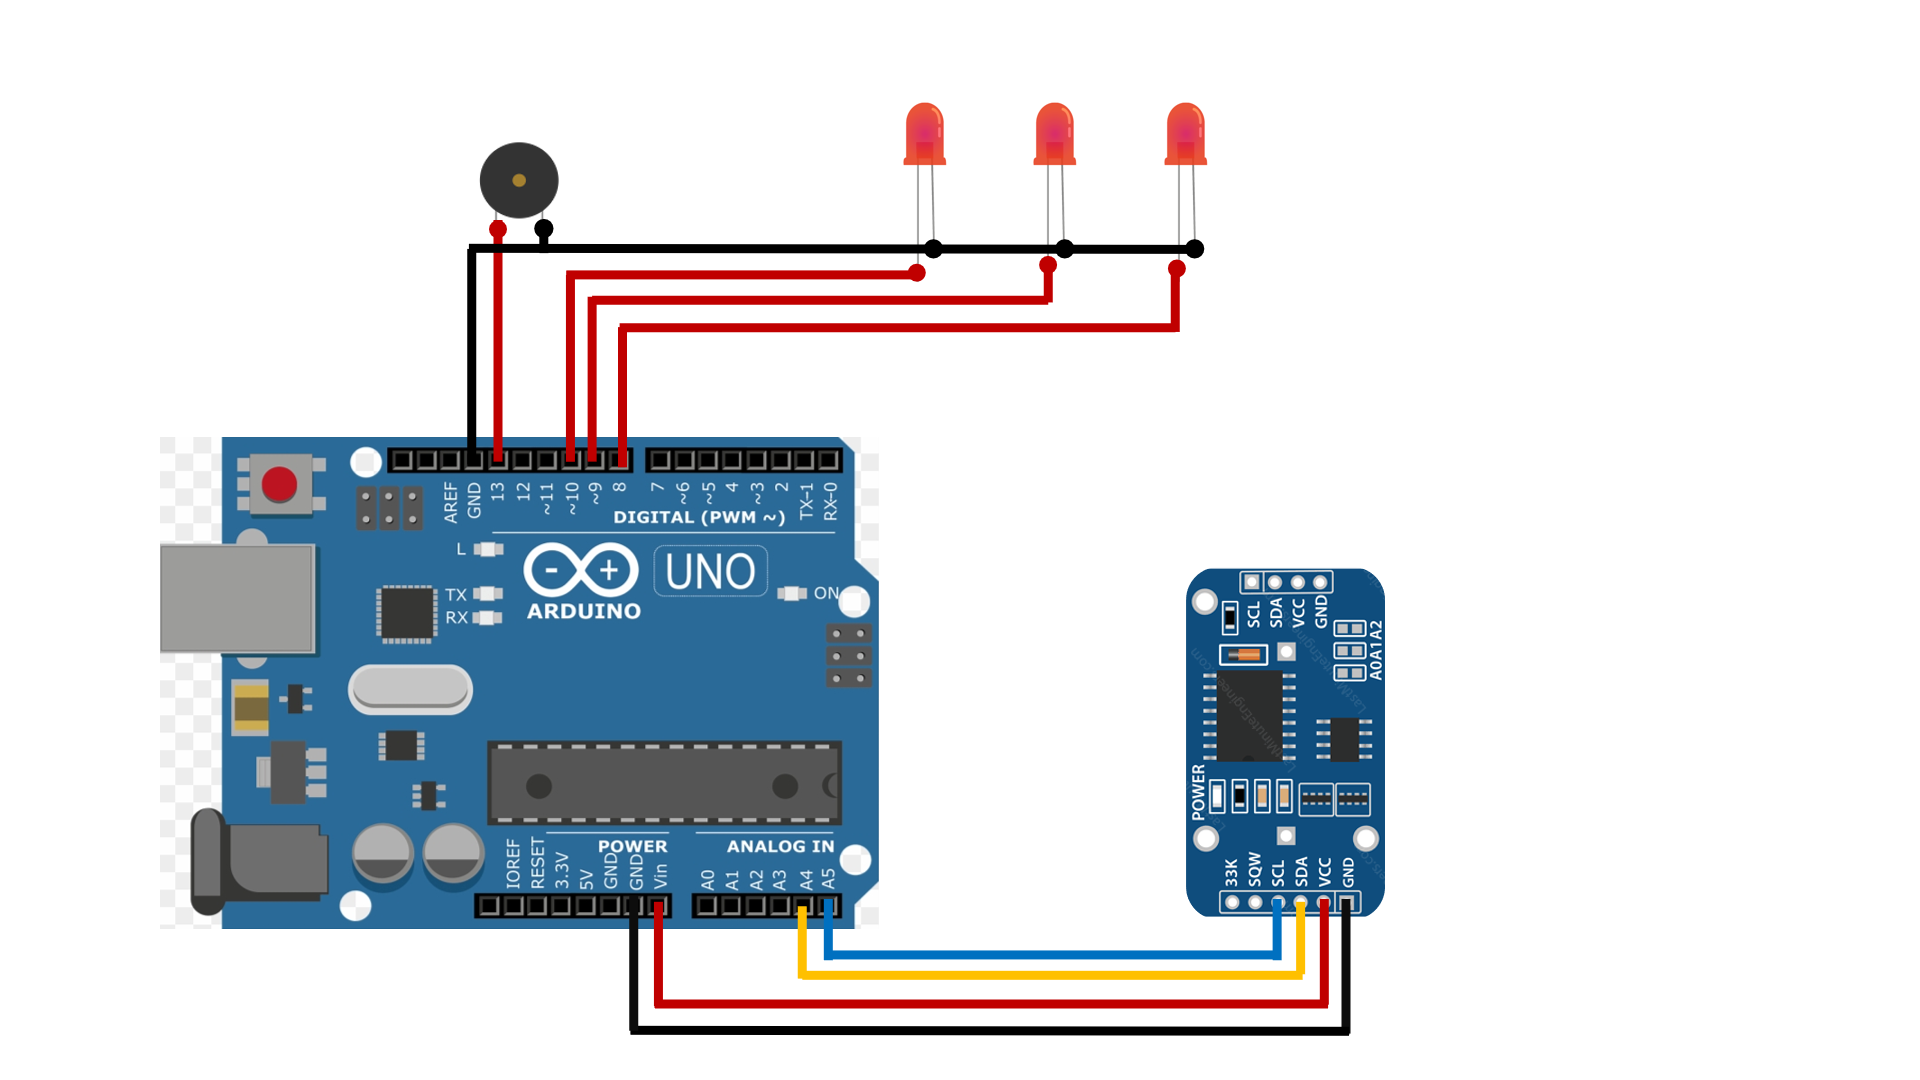 AREF
GND
13
12
~11
~10
~9
8
7
~6
~5
4
~3
2
TX-1
RX-0
DIGITAL (PWM ~)
L
TX
RX
ARDUINO
UNO
ON
IOREF
RESET
3.3V
5V
GND
GND
Vin
POWER
ANALOG IN
A0
A1
A2
A3
A4
A5
SCL
SDA
VCC
GND
A0A1A2
POWER
33K
SQW
SCL
SDA
VCC
GND